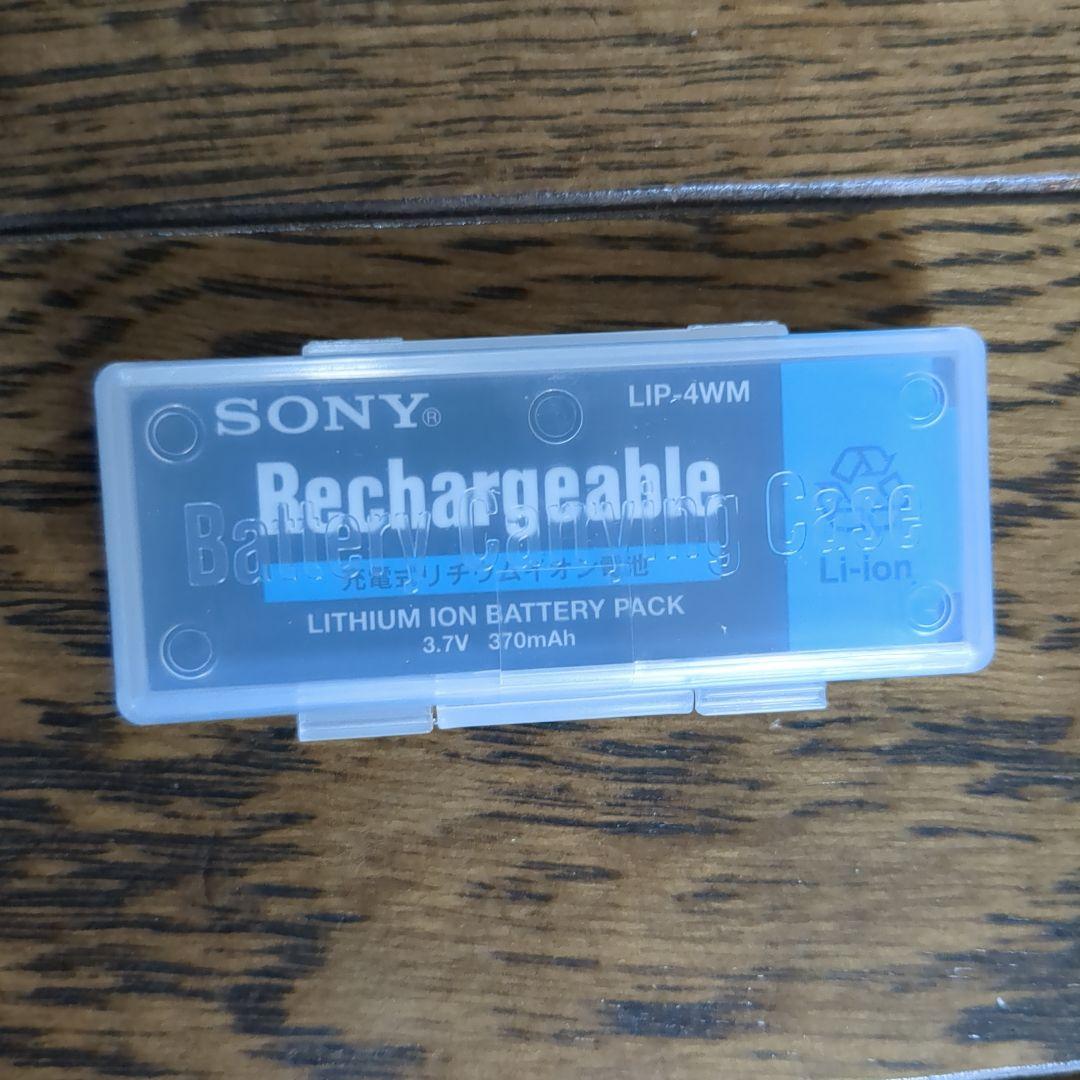 SONY®
LIP-4WM
Rechargeable
Battery Carrying Case
充電式リチウムイオン電池
Li-ion
LITHIUM ION BATTERY PACK
3.7V 370mAh